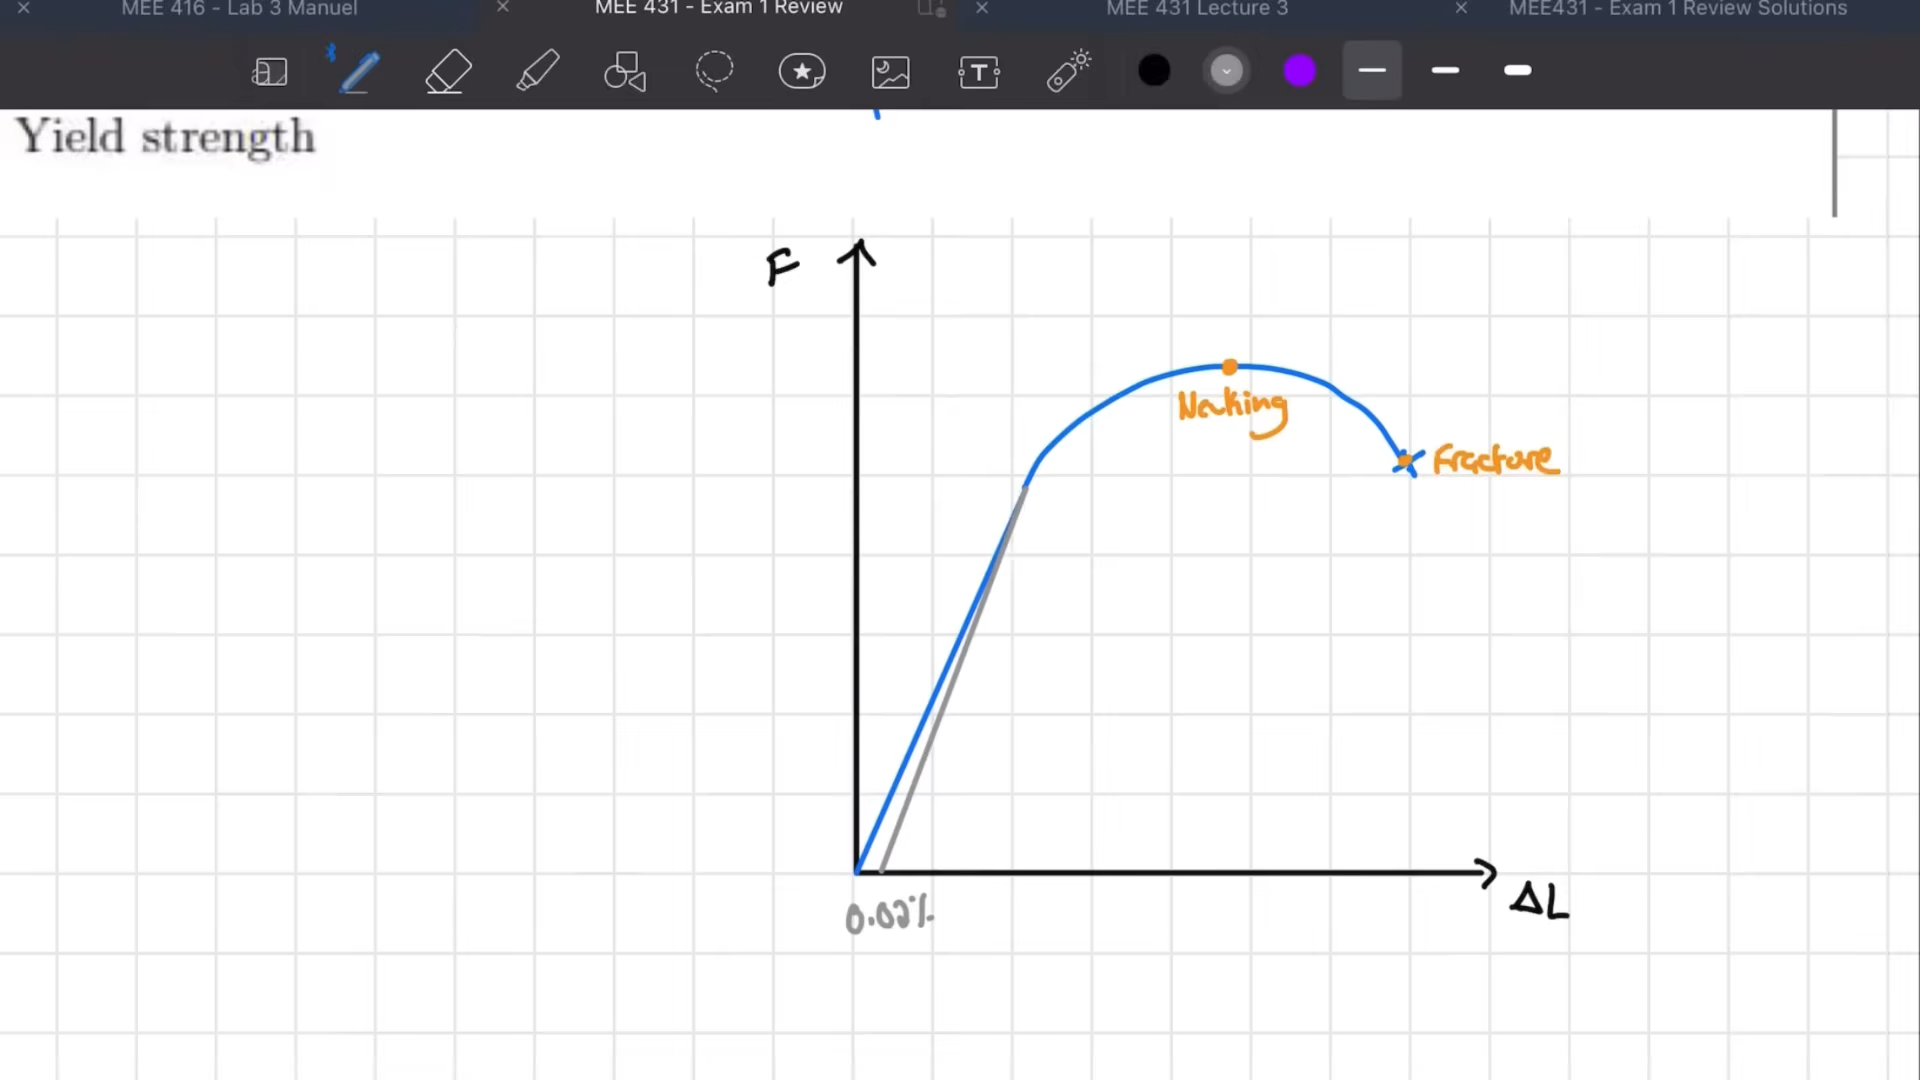 MEE 416 - Lab 3 Manuel
MEE 431 - Exam 1 Review
MEE 431 Lecture 3
MEE431 - Exam 1 Review Solutions
Yield strength
F
Necking
Fracture
ΔL
0.02%